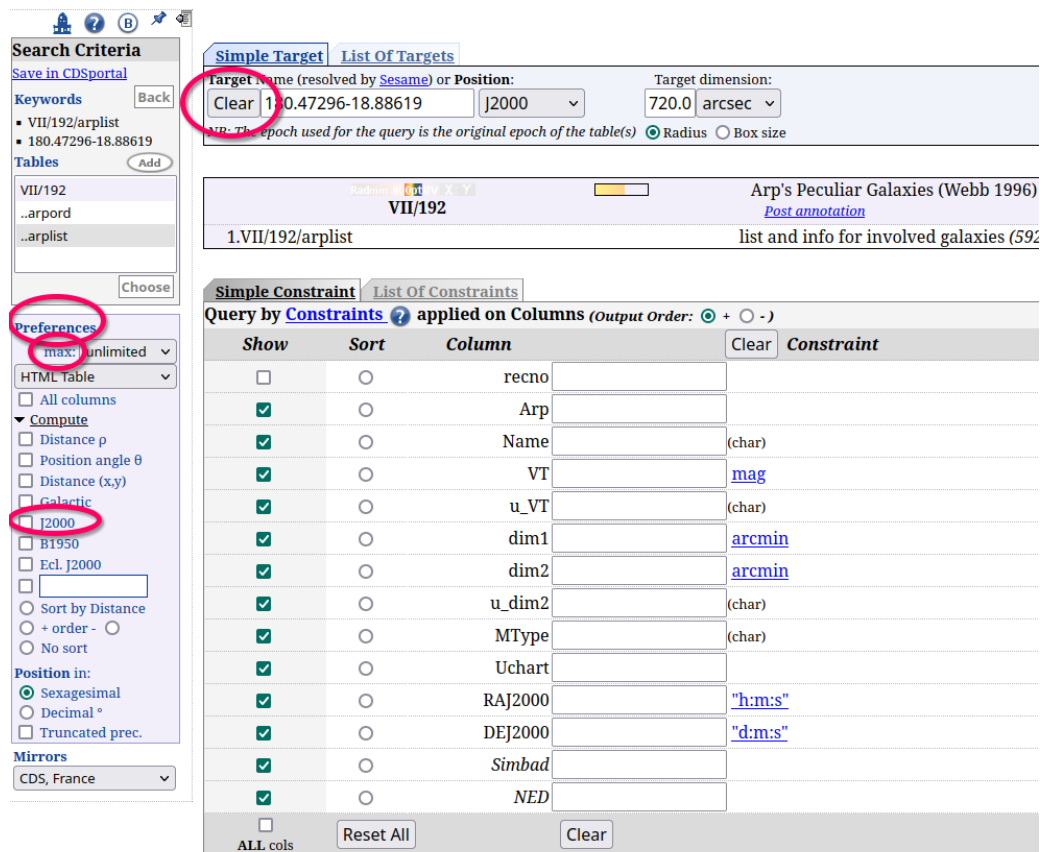 B
Search Criteria
Save in CDSportal
Keywords Back
VII/192/arplist
180.47296-18.88619
Tables Add
VII/192
..arpord
..arplist
Choose
Preferences
max: unlimited
HTML Table
All columns
Compute
Distance ρ
Position angle θ
Distance (x,y)
Galactic
J2000
B1950
Ecl. J2000
Sort by Distance
+ order -
No sort
Position in:
Sexagesimal
Decimal °
Truncated prec.
Mirrors
CDS, France
Simple Target List Of Targets
Target Name (resolved by Sesame) or Position: Target dimension:
Clear 180.47296-18.88619 J2000 720.0 arcsec
NB: The epoch used for the query is the original epoch of the table(s) Radius Box size
VII/192 Arp's Peculiar Galaxies (Webb 1996)
Post annotation
1.VII/192/arplist list and info for involved galaxies (592
Simple Constraint List Of Constraints
Query by Constraints ? applied on Columns (Output Order: + - )
Show Sort Column Clear Constraint
recno
Arp
Name (char)
VT mag
u_VT (char)
dim1 arcmin
dim2 arcmin
u_dim2 (char)
MType (char)
Uchart
RAJ2000 "h:m:s"
DEJ2000 "d:m:s"
Simbad
NED
ALL cols Reset All Clear